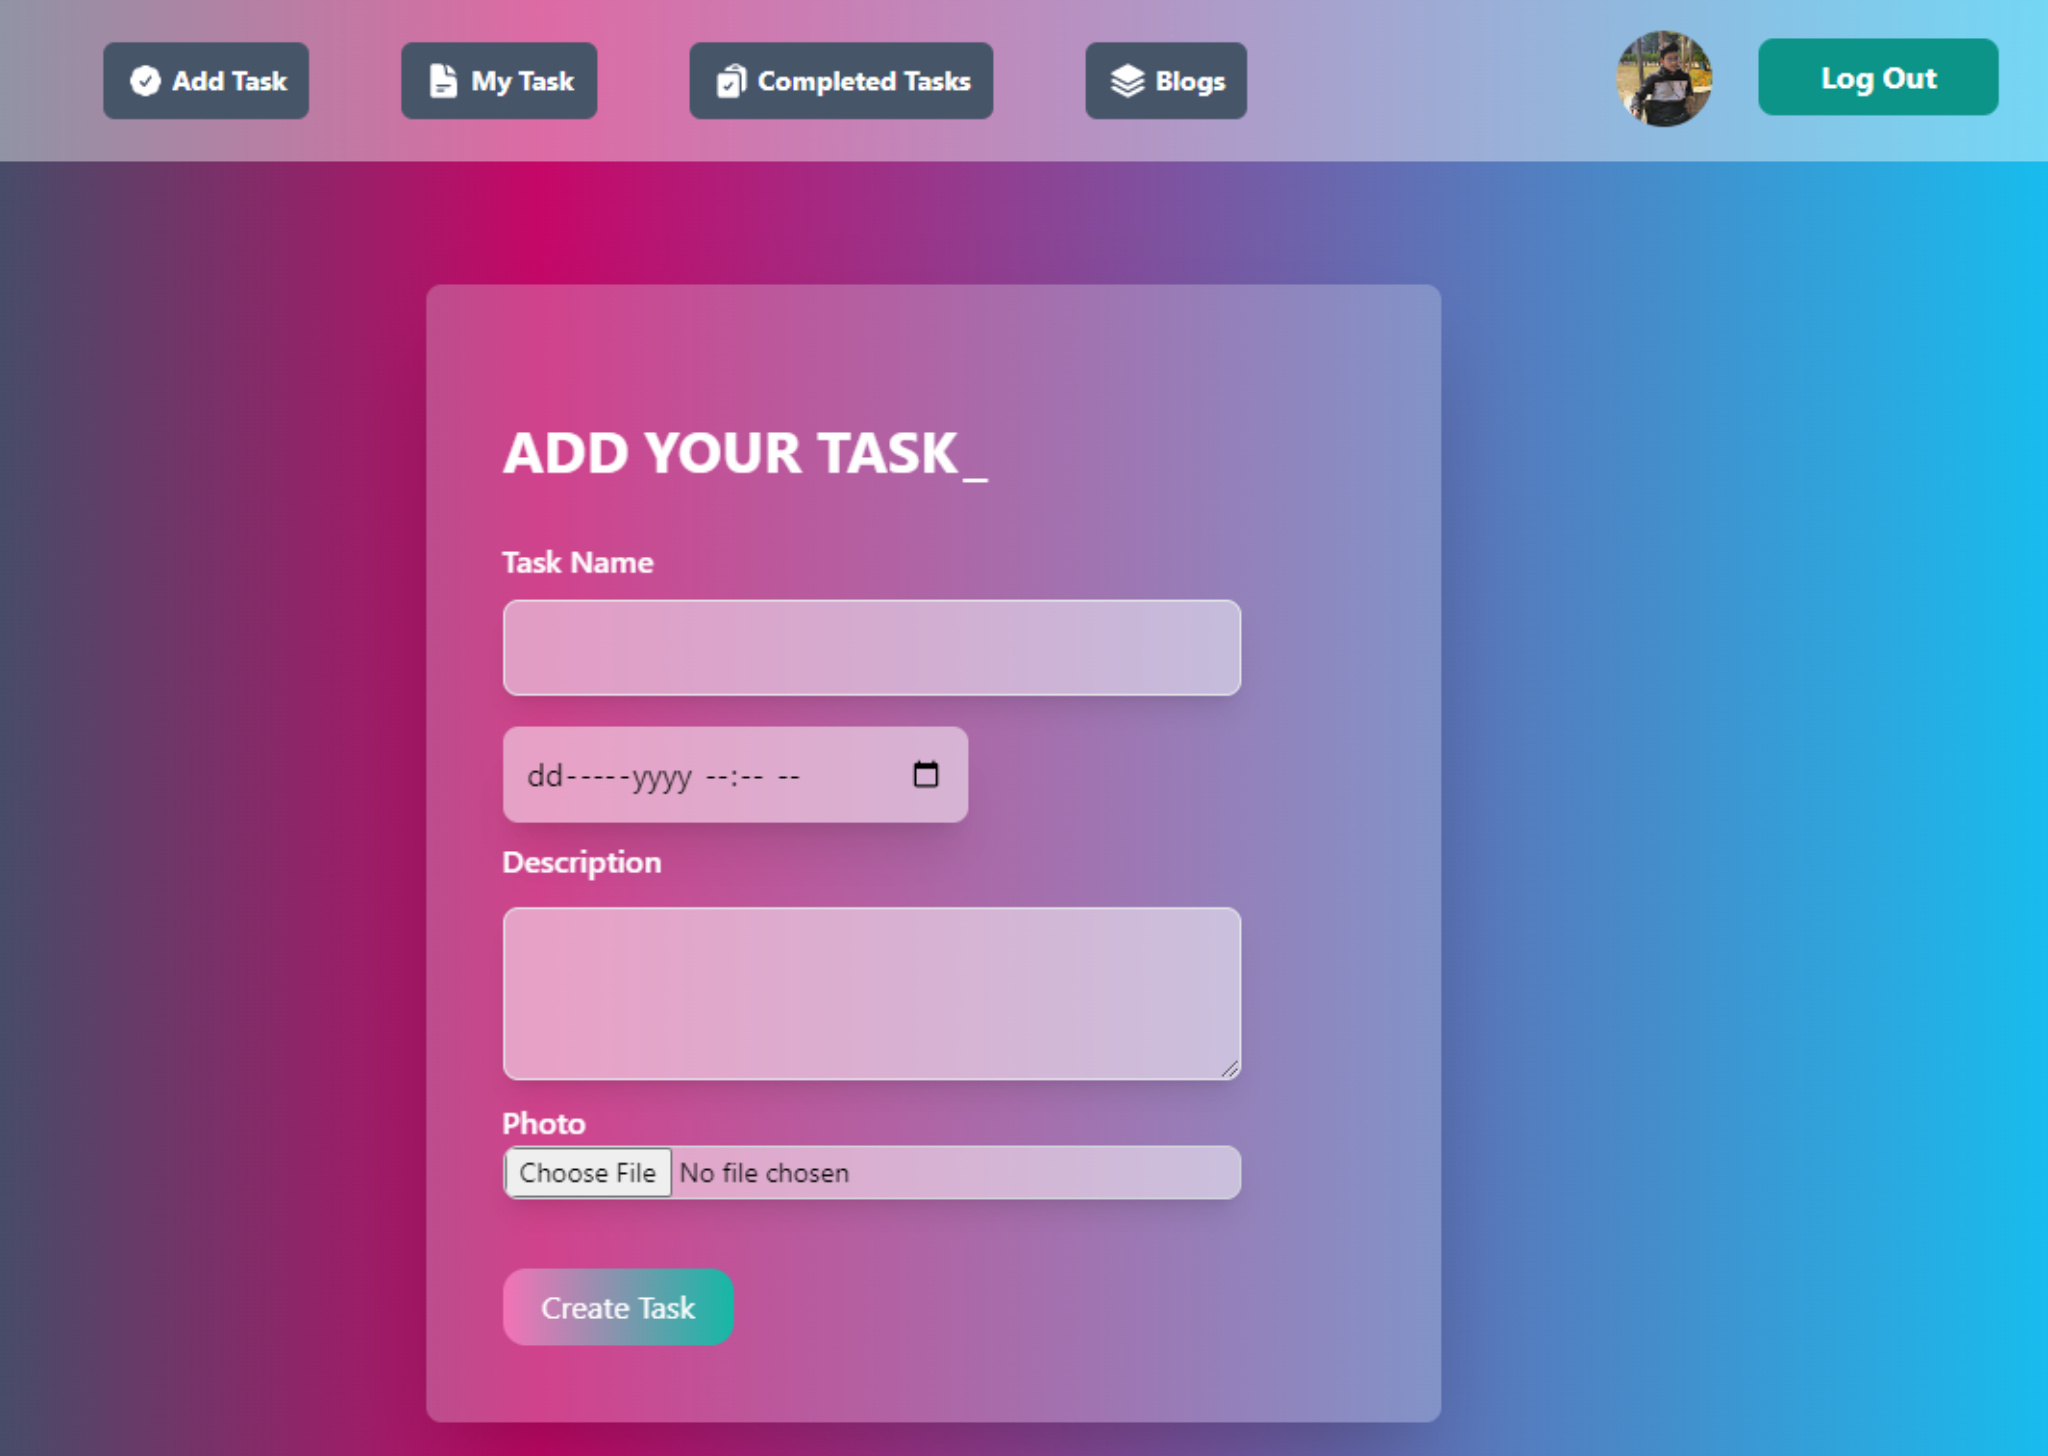 Add Task My Task Completed Tasks Blogs Log Out
ADD YOUR TASK_
Task Name
dd-----yyyy --:-- --
Description
Photo
Choose File No file chosen
Create Task